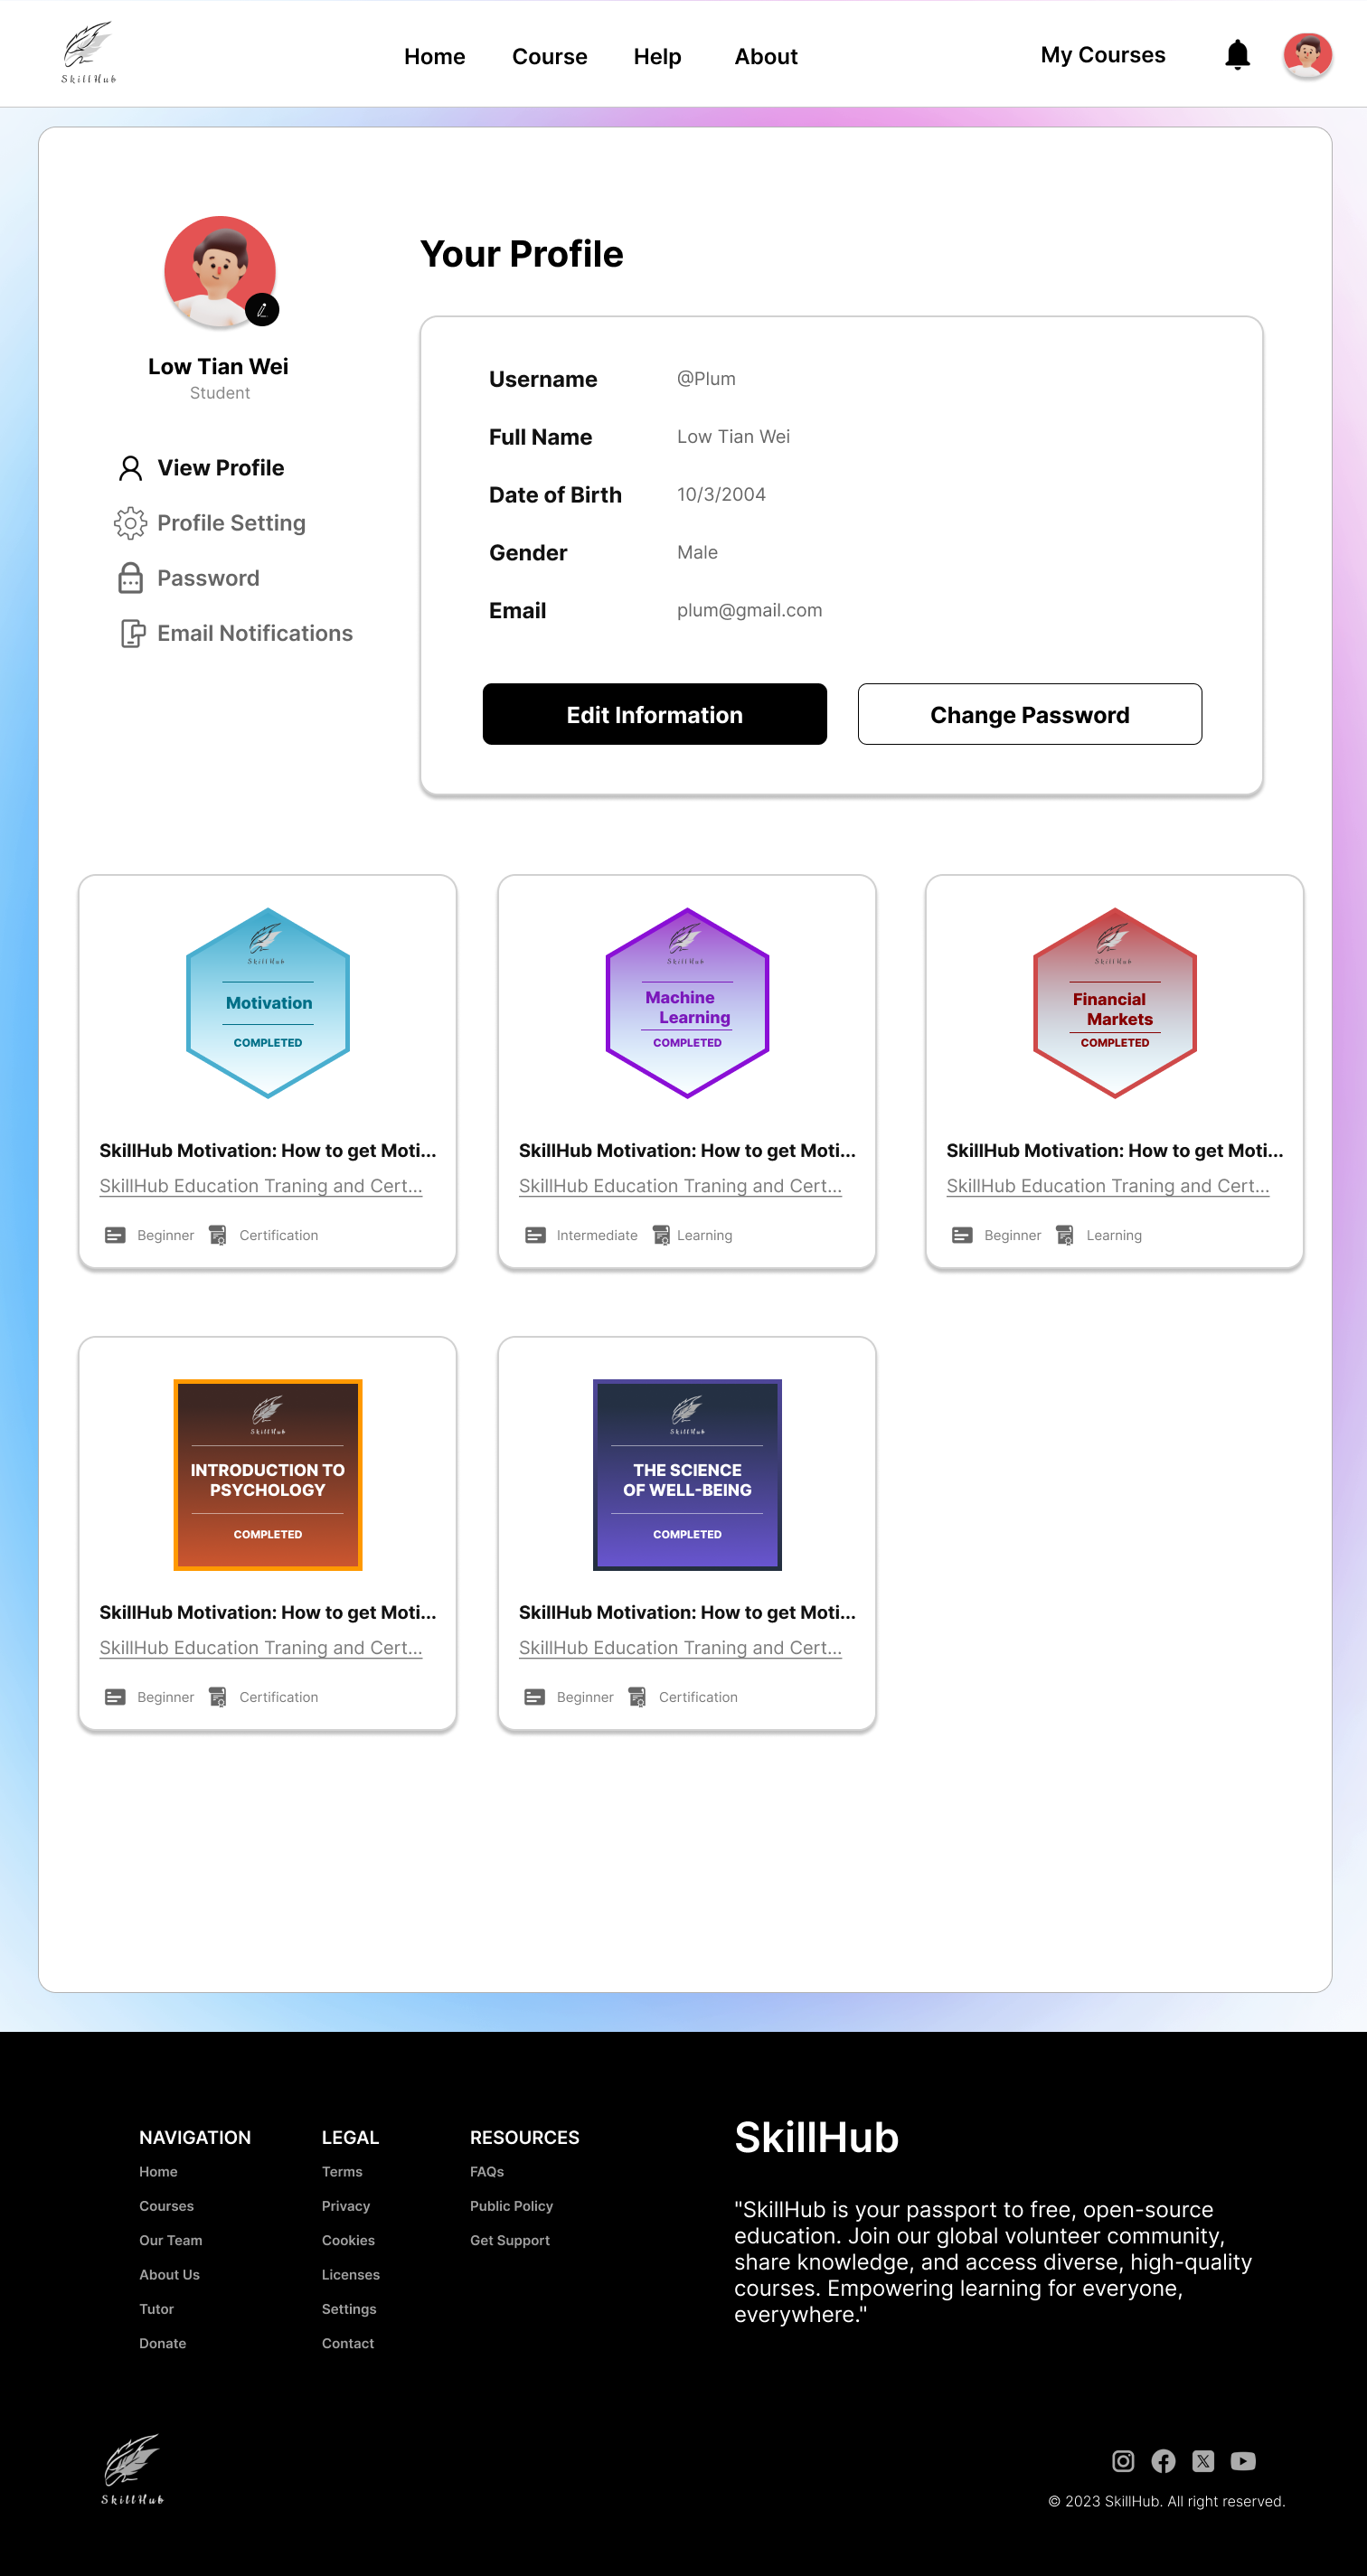 SkillHub
Home Course Help About My Courses
Your Profile
Low Tian Wei
Student
View Profile
Profile Setting
Password
Email Notifications
Username @Plum
Full Name Low Tian Wei
Date of Birth 10/3/2004
Gender Male
Email plum@gmail.com
Edit Information Change Password
SkillHub
Motivation
COMPLETED
SkillHub Motivation: How to get Moti...
SkillHub Education Traning and Cert...
Beginner Certification
SkillHub
Machine
Learning
COMPLETED
SkillHub Motivation: How to get Moti...
SkillHub Education Traning and Cert...
Intermediate Learning
SkillHub
Financial
Markets
COMPLETED
SkillHub Motivation: How to get Moti...
SkillHub Education Traning and Cert...
Beginner Learning
SkillHub
INTRODUCTION TO
PSYCHOLOGY
COMPLETED
SkillHub Motivation: How to get Moti...
SkillHub Education Traning and Cert...
Beginner Certification
SkillHub
THE SCIENCE
OF WELL-BEING
COMPLETED
SkillHub Motivation: How to get Moti...
SkillHub Education Traning and Cert...
Beginner Certification
NAVIGATION
Home
Courses
Our Team
About Us
Tutor
Donate
LEGAL
Terms
Privacy
Cookies
Licenses
Settings
Contact
RESOURCES
FAQs
Public Policy
Get Support
SkillHub
"SkillHub is your passport to free, open-source
education. Join our global volunteer community,
share knowledge, and access diverse, high-quality
courses. Empowering learning for everyone,
everywhere."
SkillHub
© 2023 SkillHub. All right reserved.